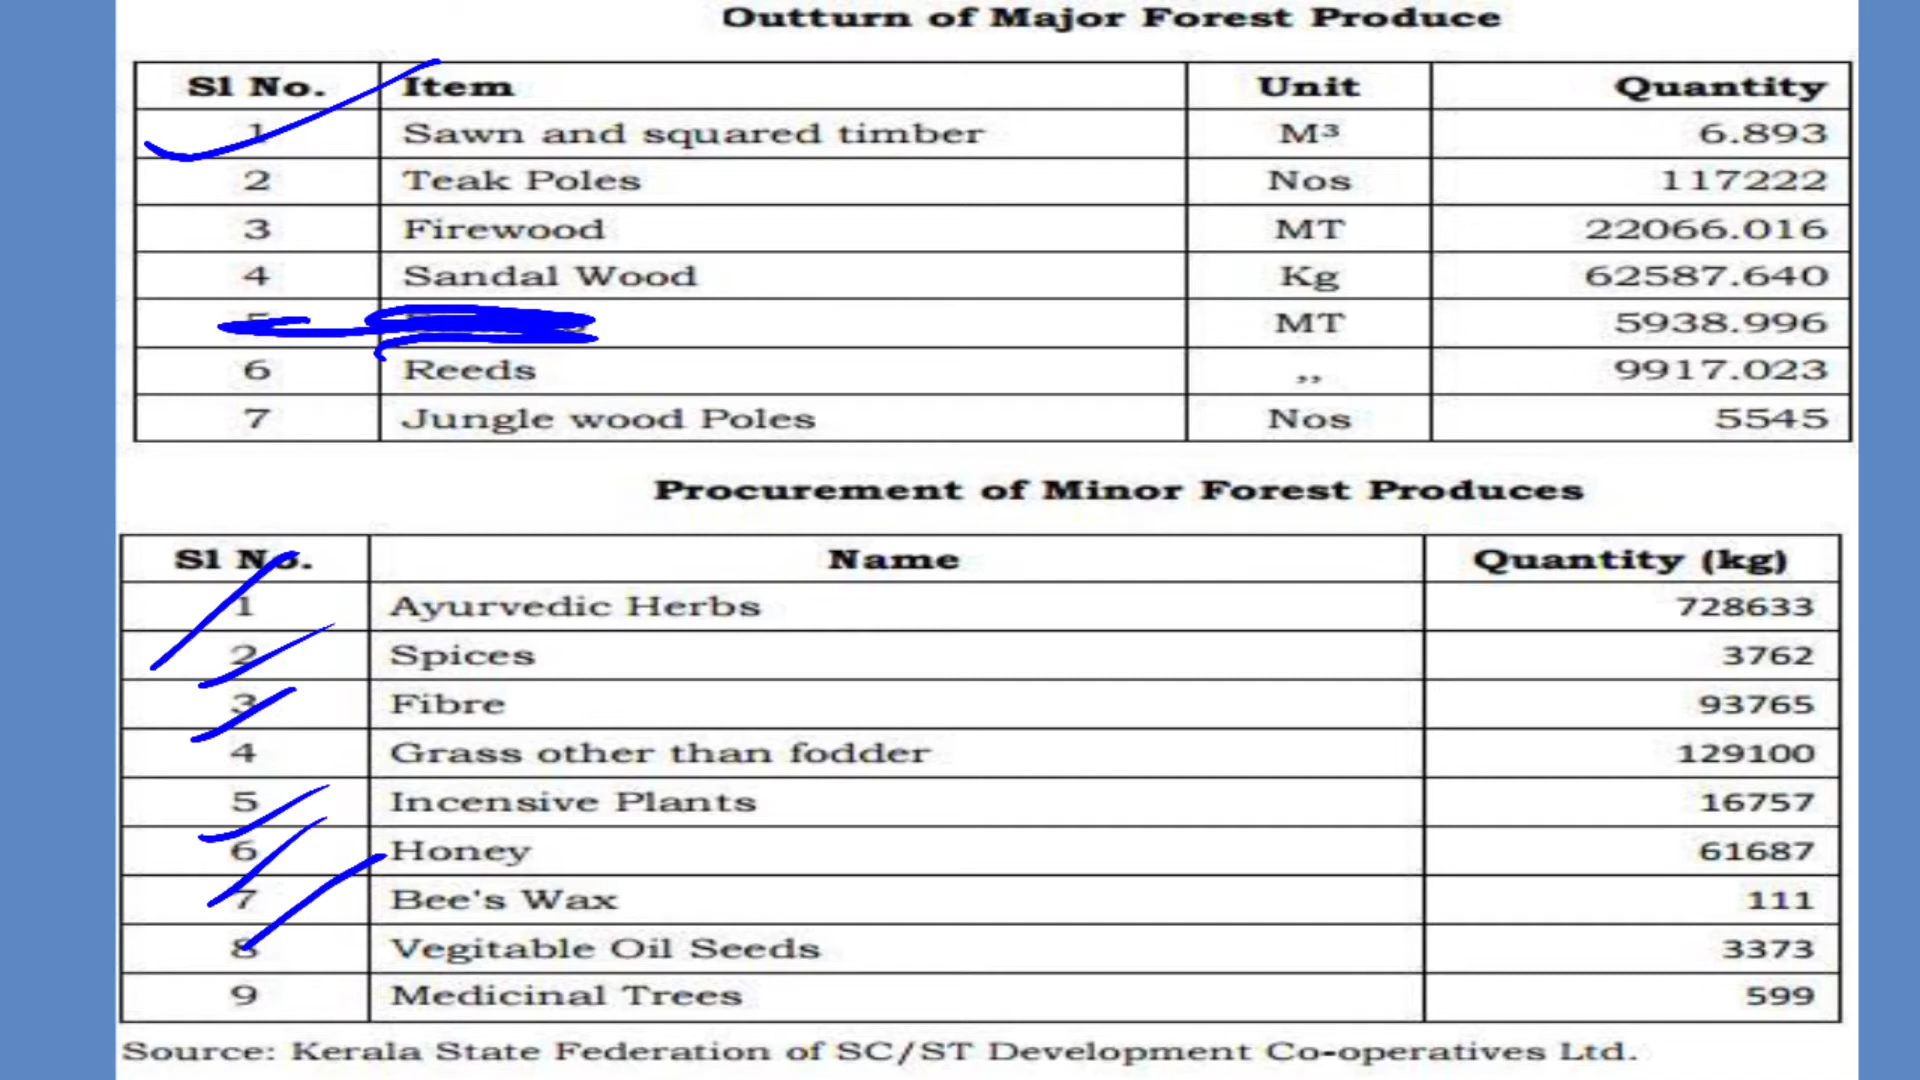 Outturn of Major Forest Produce
Sl No. Item Unit Quantity
1 Sawn and squared timber M³ 6.893
2 Teak Poles Nos 117222
3 Firewood MT 22066.016
4 Sandal Wood Kg 62587.640
5 MT 5938.996
6 Reeds ,, 9917.023
7 Jungle wood Poles Nos 5545
Procurement of Minor Forest Produces
Sl No. Name Quantity (kg)
1 Ayurvedic Herbs 728633
2 Spices 3762
3 Fibre 93765
4 Grass other than fodder 129100
5 Incensive Plants 16757
6 Honey 61687
7 Bee's Wax 111
8 Vegitable Oil Seeds 3373
9 Medicinal Trees 599
Source: Kerala State Federation of SC/ST Development Co-operatives Ltd.